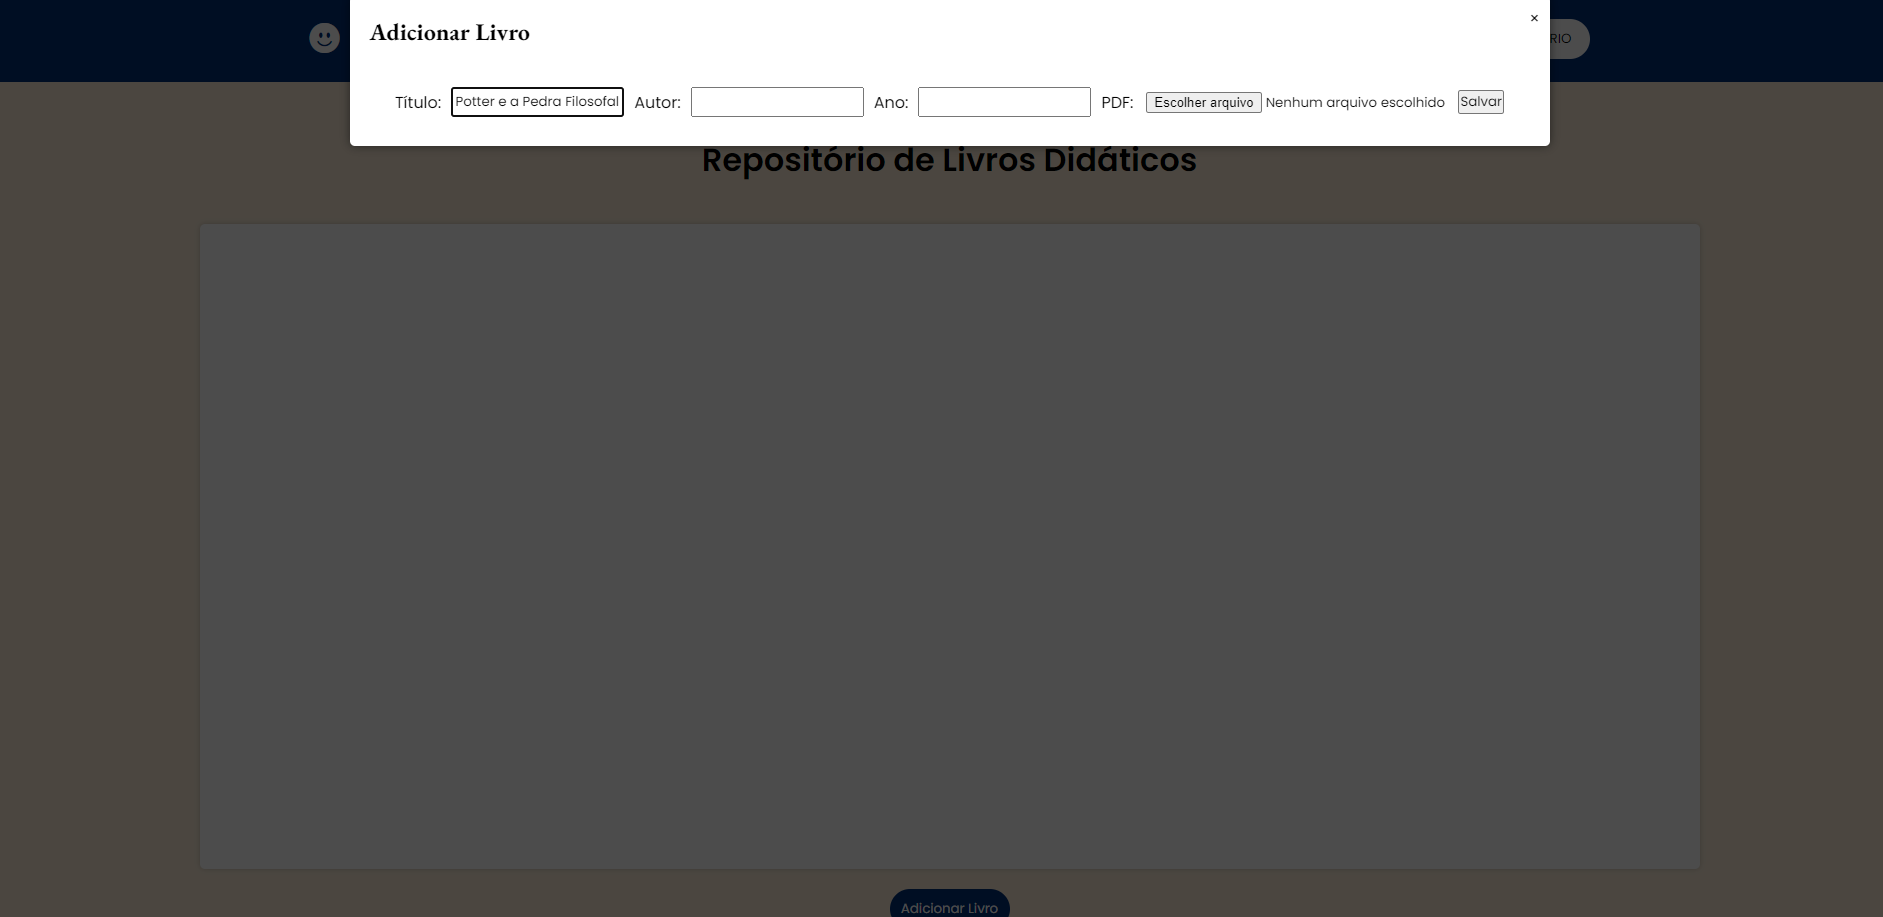 Adicionar Livro
×
RIO
Título: Potter e a Pedra Filosofal Autor: Ano: PDF: Escolher arquivo Nenhum arquivo escolhido Salvar
Repositório de Livros Didáticos
Adicionar Livro